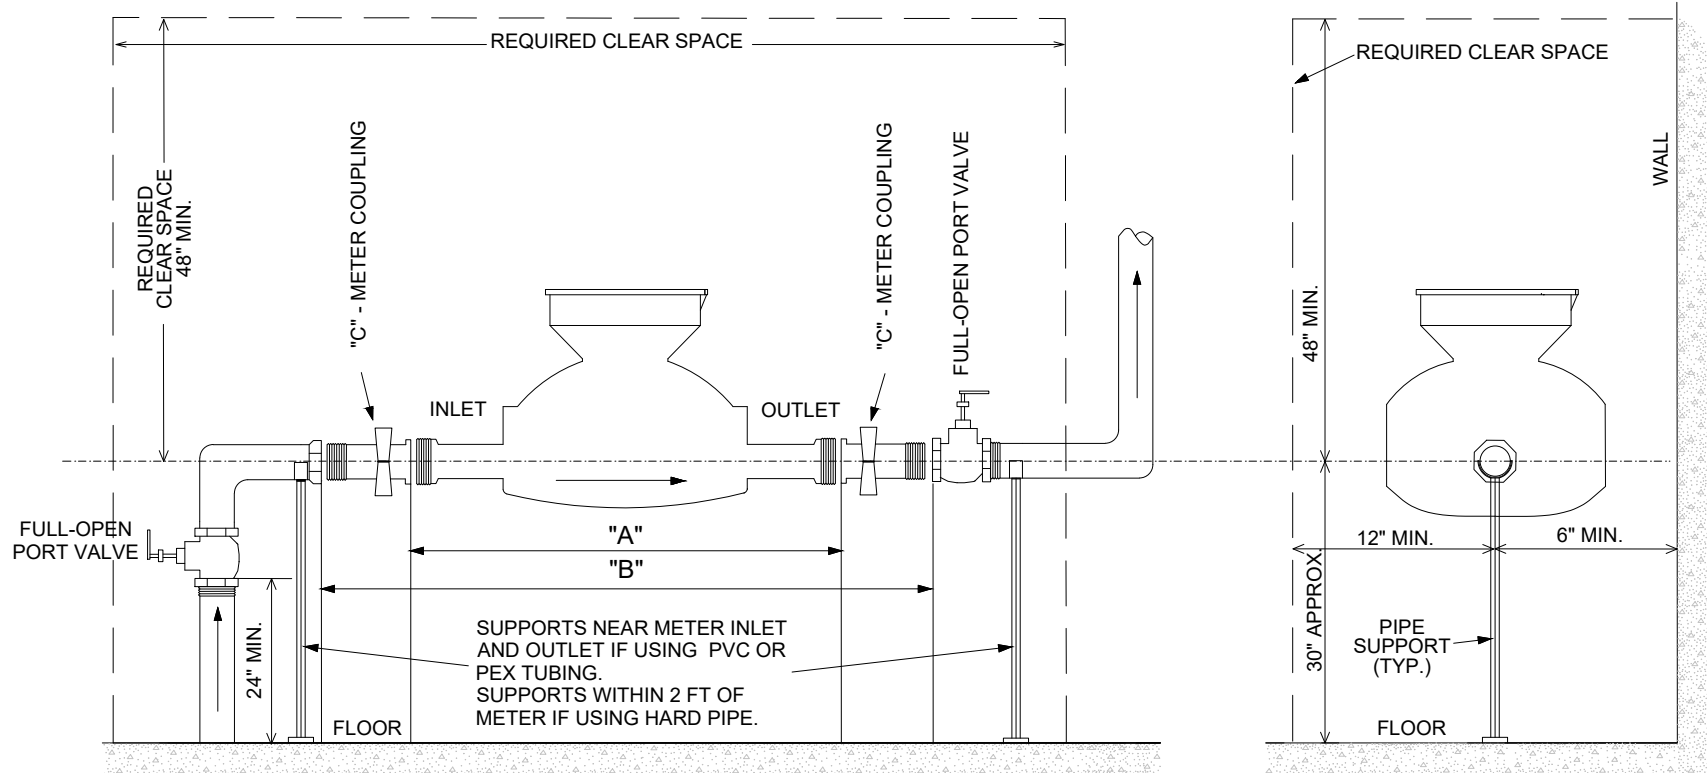 REQUIRED CLEAR SPACE
REQUIRED CLEAR SPACE
REQUIRED
CLEAR SPACE
48" MIN.
"C" - METER COUPLING
"C" - METER COUPLING
FULL-OPEN PORT VALVE
WALL
48" MIN.
INLET
OUTLET
FULL-OPEN
PORT VALVE
"A"
"B"
12" MIN.
6" MIN.
24" MIN.
SUPPORTS NEAR METER INLET
AND OUTLET IF USING PVC OR
PEX TUBING.
SUPPORTS WITHIN 2 FT OF
METER IF USING HARD PIPE.
30" APPROX.
PIPE
SUPPORT
(TYP.)
FLOOR
FLOOR